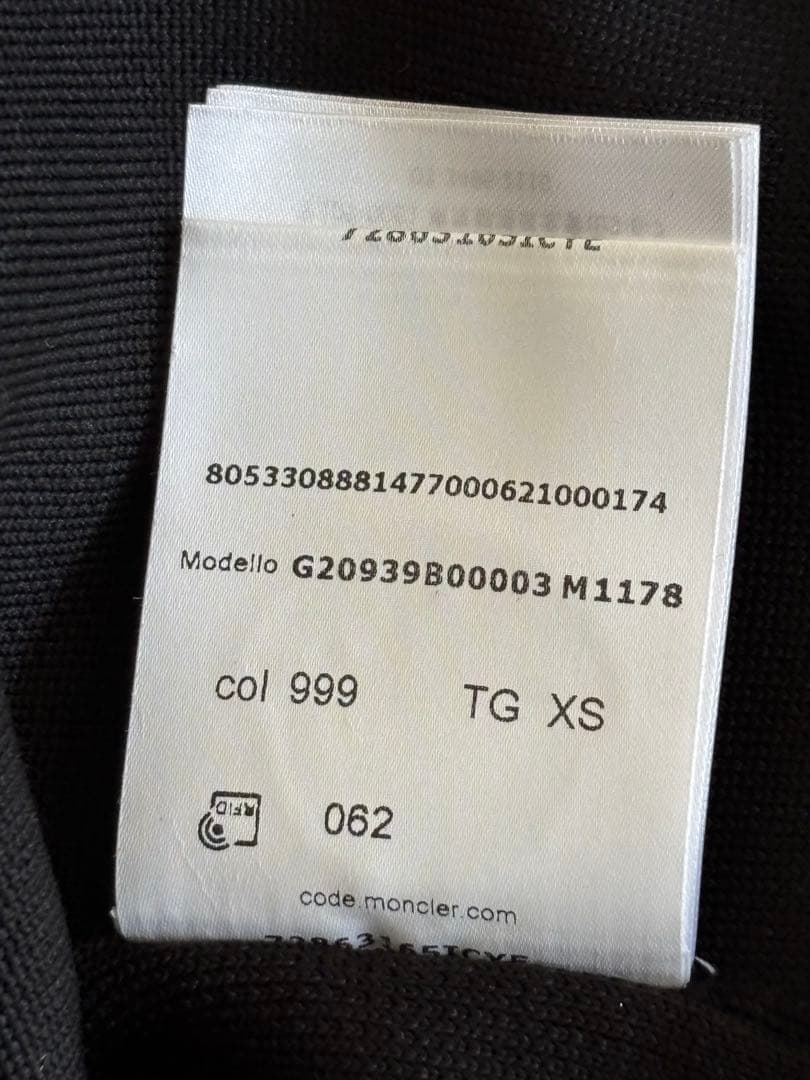 8053308881477000621000174
Modello G20939B00003 M1178
col 999 TG XS
RFID
062
code.moncler.com